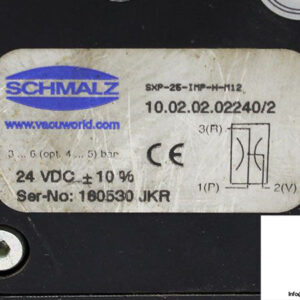 SCHMALZ
SXP-25-IMP-H-M12
10.02.02.02240/2
www.vacuworld.com
3(R)
3 ... 6 (opt. 4 ... 5) bar
CE
24 VDC ± 10 %
Ser-No: 160530 JKR
1(P)
2(V)